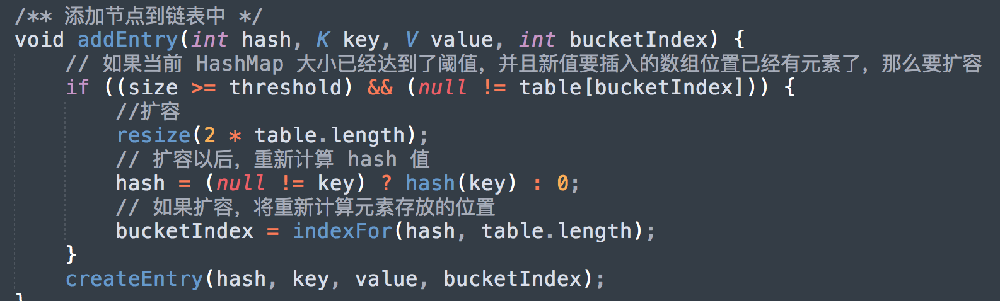 /** 添加节点到链表中 */
void addEntry(int hash, K key, V value, int bucketIndex) {
// 如果当前 HashMap 大小已经达到了阈值，并且新值要插入的数组位置已经有元素了，那么要扩容
if ((size >= threshold) && (null != table[bucketIndex])) {
//扩容
resize(2 * table.length);
// 扩容以后，重新计算 hash 值
hash = (null != key) ? hash(key) : 0;
// 如果扩容，将重新计算元素存放的位置
bucketIndex = indexFor(hash, table.length);
}
createEntry(hash, key, value, bucketIndex);
}